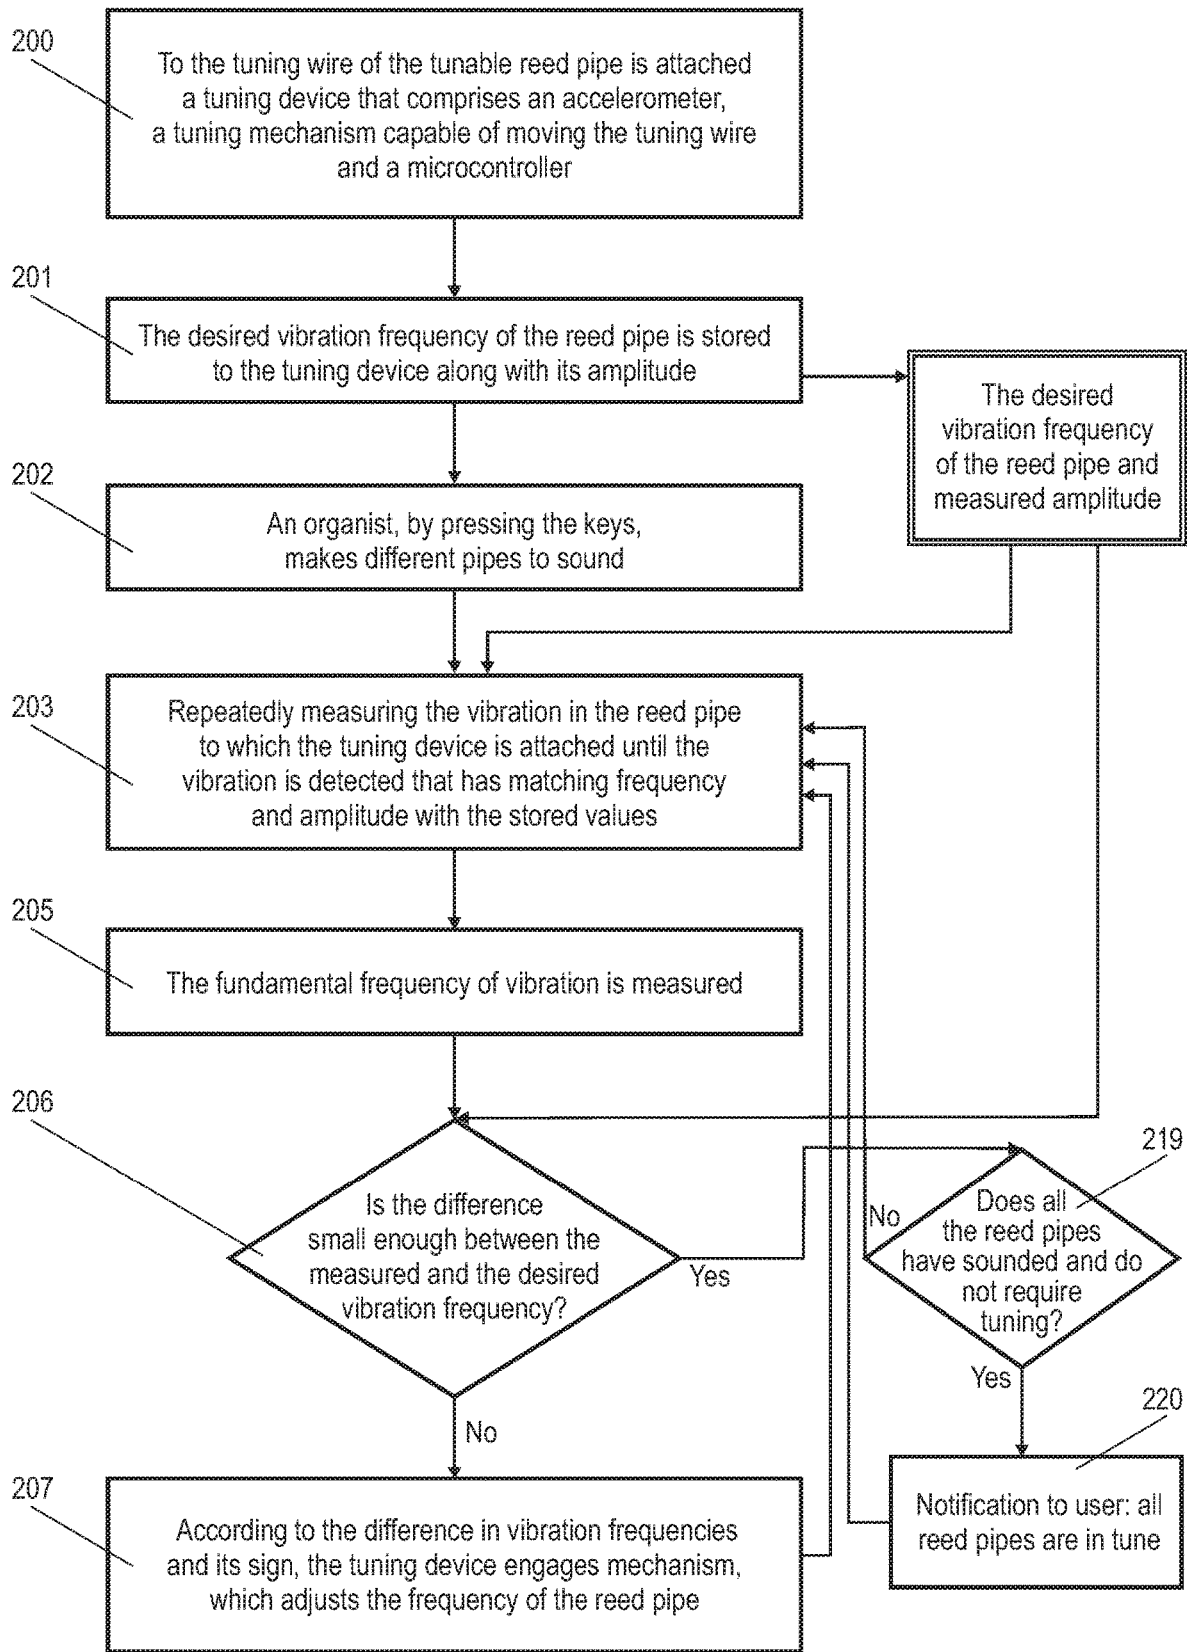 200
To the tuning wire of the tunable reed pipe is attached
a tuning device that comprises an accelerometer,
a tuning mechanism capable of moving the tuning wire
and a microcontroller
201
The desired vibration frequency of the reed pipe is stored
to the tuning device along with its amplitude
The desired
vibration frequency
of the reed pipe and
measured amplitude
202
An organist, by pressing the keys,
makes different pipes to sound
203
Repeatedly measuring the vibration in the reed pipe
to which the tuning device is attached until the
vibration is detected that has matching frequency
and amplitude with the stored values
205
The fundamental frequency of vibration is measured
206
Is the difference
small enough between the
measured and the desired
vibration frequency?
Yes
No
219
Does all
the reed pipes
have sounded and do
not require
tuning?
No
Yes
207
According to the difference in vibration frequencies
and its sign, the tuning device engages mechanism,
which adjusts the frequency of the reed pipe
220
Notification to user: all
reed pipes are in tune